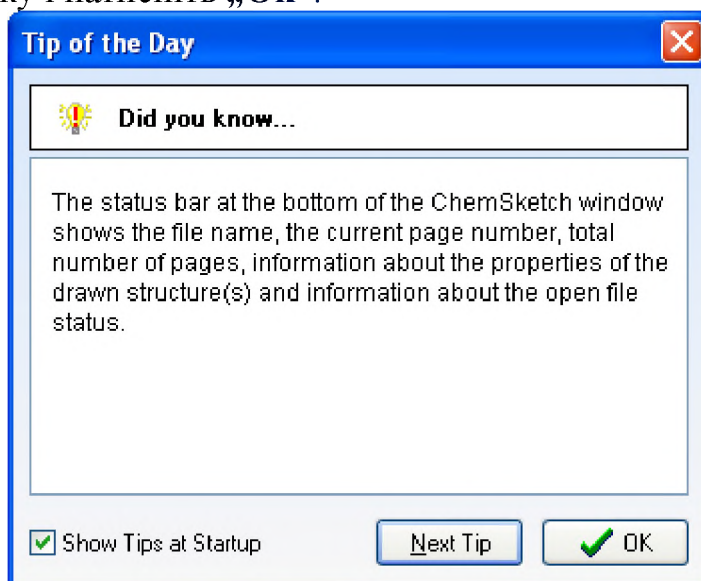 і натисніть „ОК".
Tip of the Day
Did you know...
The status bar at the bottom of the ChemSketch window
shows the file name, the current page number, total
number of pages, information about the properties of the
drawn structure(s) and information about the open file
status.
Show Tips at Startup
Next Tip
OK